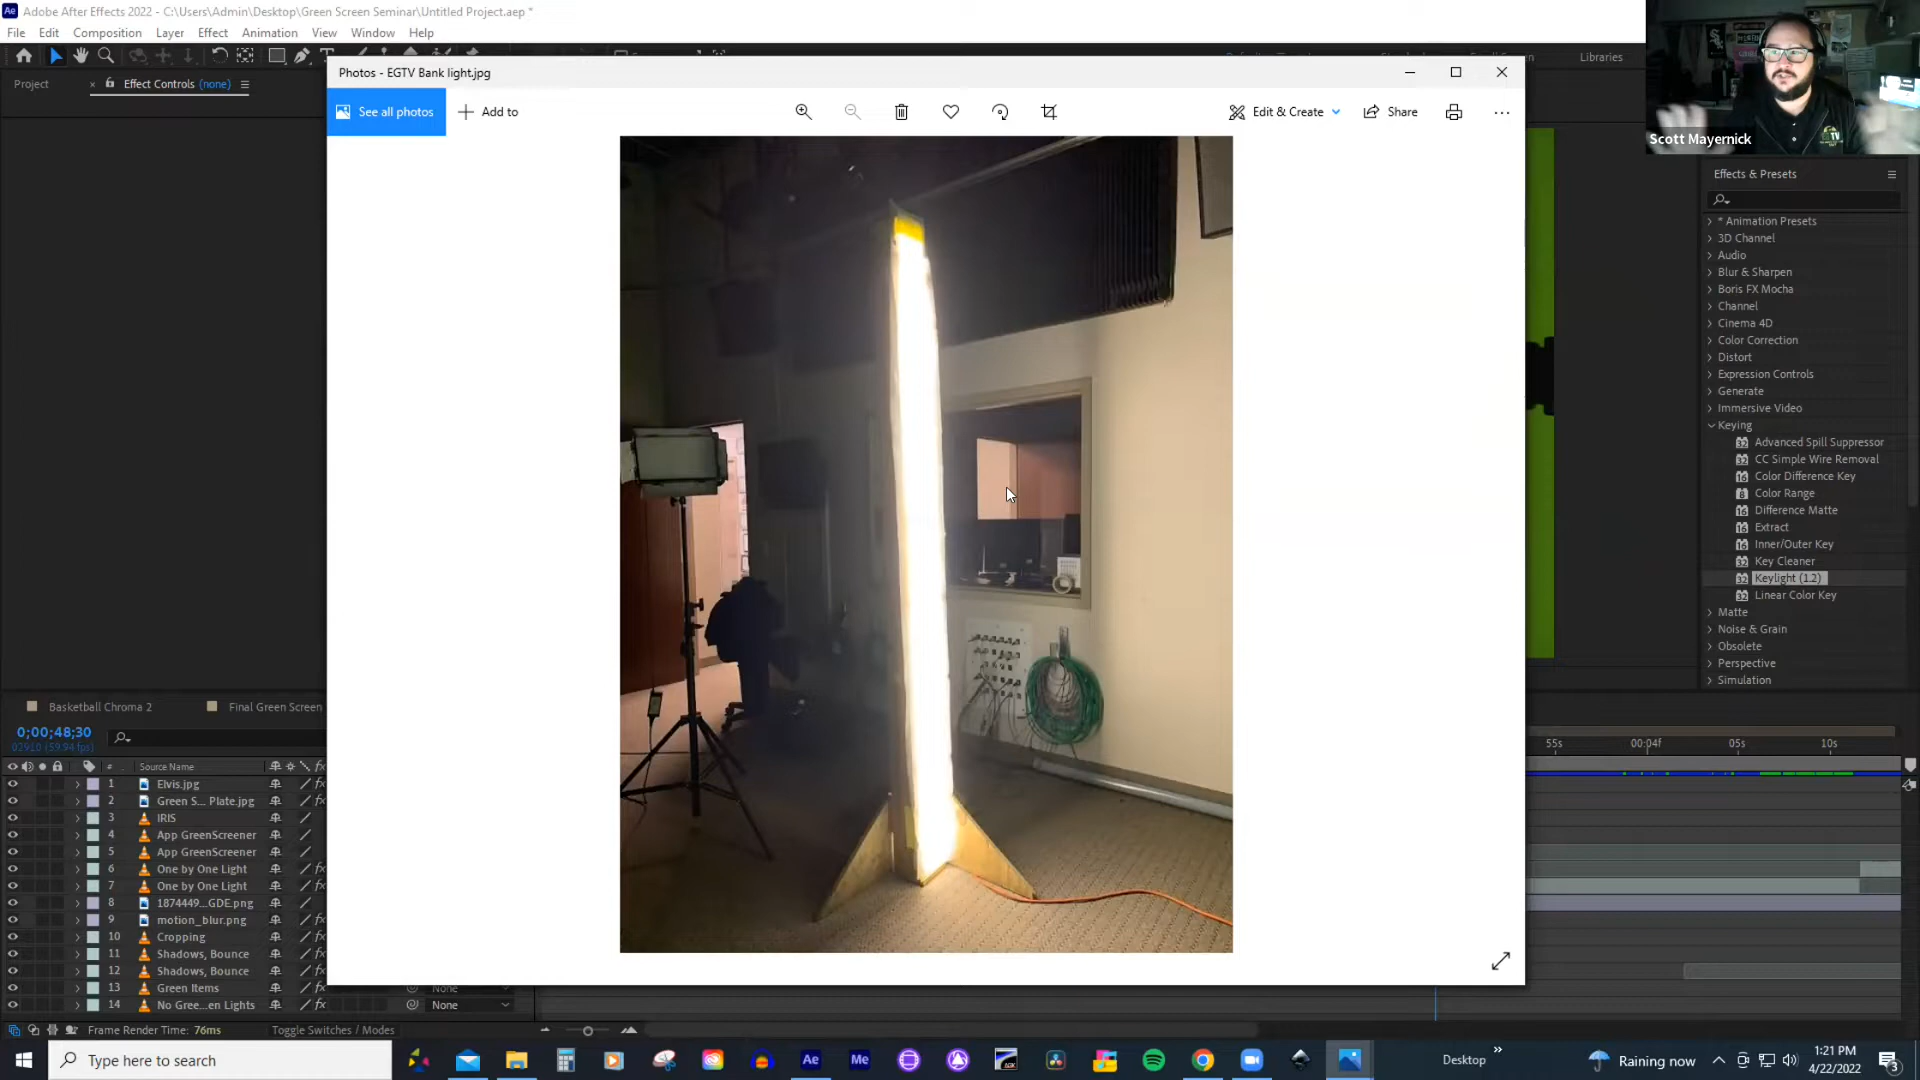 Adobe After Effects 2022 - C:\Users\Admin\Desktop\Green Screen Seminar\Untitled Project.aep *
File Edit Composition Layer Effect Animation View Window Help
Libraries
Project × Effect Controls (none)
Photos - EGTV Bank light.jpg
See all photos + Add to
Edit & Create Share
Scott Mayernick
Effects & Presets
* Animation Presets
3D Channel
Audio
Blur & Sharpen
Boris FX Mocha
Channel
Cinema 4D
Color Correction
Distort
Expression Controls
Generate
Immersive Video
Keying
Advanced Spill Suppressor
CC Simple Wire Removal
Color Difference Key
Color Range
Difference Matte
Extract
Inner/Outer Key
Key Cleaner
Keylight (1.2)
Linear Color Key
Matte
Noise & Grain
Obsolete
Perspective
Simulation
Basketball Chroma 2 Final Green Screen
0;00;48;30
02910 (59.94 fps)
55s 00:04f 05s 10s
# Source Name
1 Elvis.jpg
2 Green S... Plate.jpg
3 IRIS
4 App GreenScreener
5 App GreenScreener
6 One by One Light
7 One by One Light
8 1874449...GDE.png
9 motion_blur.png
10 Cropping
11 Shadows, Bounce
12 Shadows, Bounce
13 Green Items None
14 No Gree...en Lights None
Frame Render Time: 76ms Toggle Switches / Modes
Type here to search
Ae Me
Desktop »
Raining now
1:21 PM
4/22/2022
3